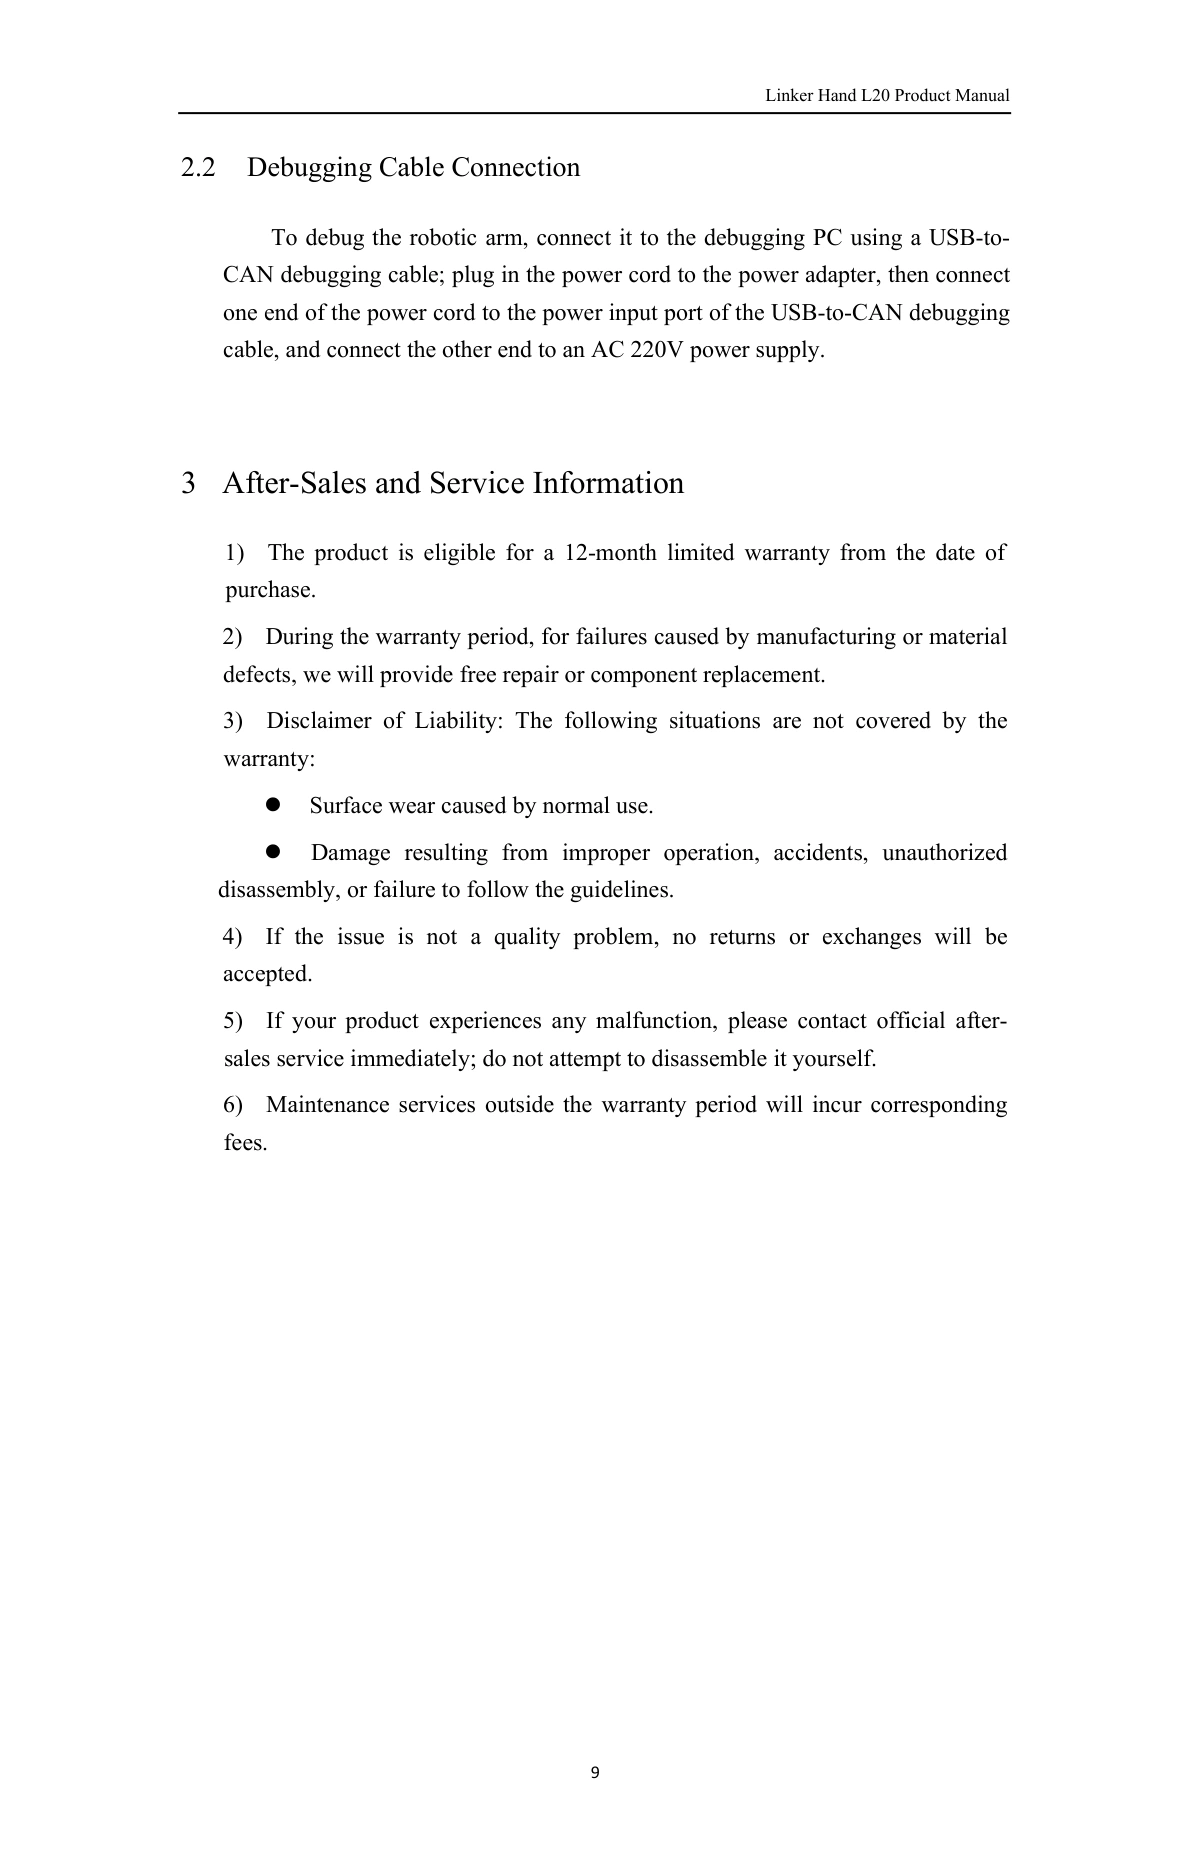 Linker Hand L20 Product Manual
2.2 Debugging Cable Connection
To debug the robotic arm, connect it to the debugging PC using a USB-to-
CAN debugging cable; plug in the power cord to the power adapter, then connect
one end of the power cord to the power input port of the USB-to-CAN debugging
cable, and connect the other end to an AC 220V power supply.
3 After-Sales and Service Information
1) The product is eligible for a 12-month limited warranty from the date of
purchase.
2) During the warranty period, for failures caused by manufacturing or material
defects, we will provide free repair or component replacement.
3) Disclaimer of Liability: The following situations are not covered by the
warranty:
● Surface wear caused by normal use.
● Damage resulting from improper operation, accidents, unauthorized
disassembly, or failure to follow the guidelines.
4) If the issue is not a quality problem, no returns or exchanges will be
accepted.
5) If your product experiences any malfunction, please contact official after-
sales service immediately; do not attempt to disassemble it yourself.
6) Maintenance services outside the warranty period will incur corresponding
fees.
9